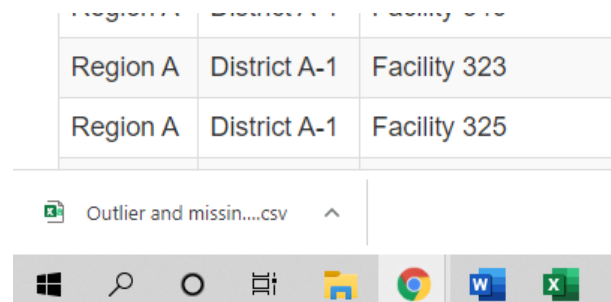 Region A District A-1 Facility 323
Region A District A-1 Facility 325
Outlier and missin....csv